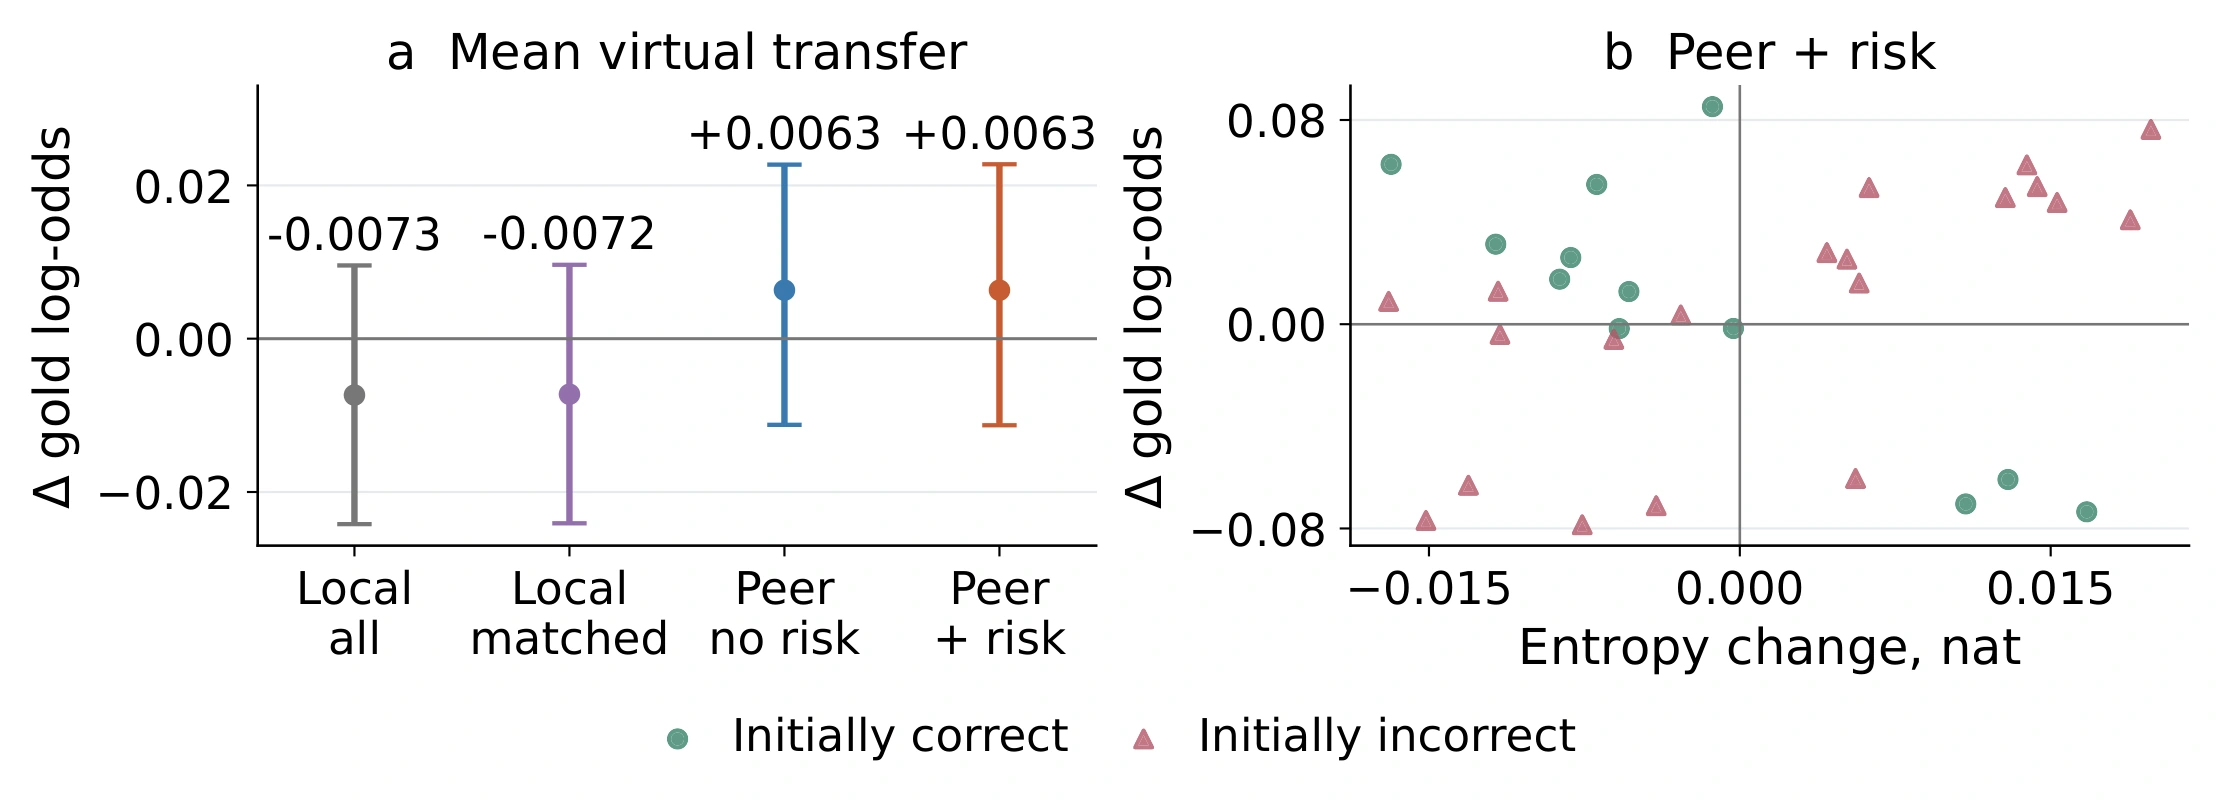 a Mean virtual transfer
Δ gold log-odds
0.02
0.00
−0.02
-0.0073
-0.0072
+0.0063
+0.0063
Local
all
Local
matched
Peer
no risk
Peer
+ risk
b Peer + risk
Δ gold log-odds
0.08
0.00
−0.08
−0.015
0.000
0.015
Entropy change, nat
Initially correct
Initially incorrect